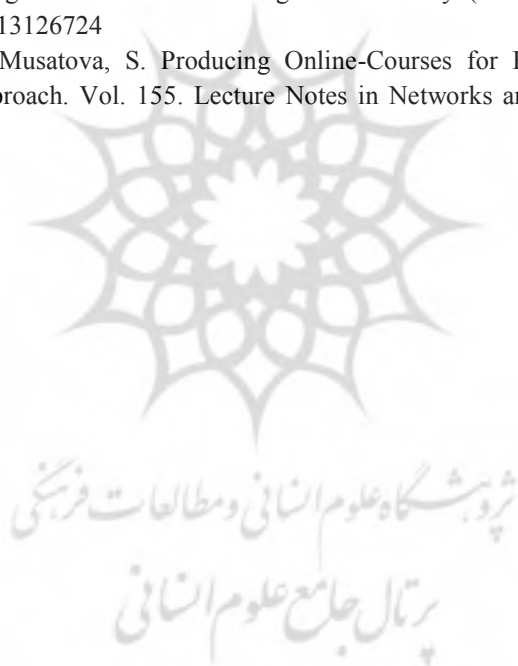 13126724
Musatova, S. Producing Online-Courses for
proach. Vol. 155. Lecture Notes in Networks
پژوهشگاه علوم انسانی و مطالعات فرهنگی
پرتال جامع علوم انسانی